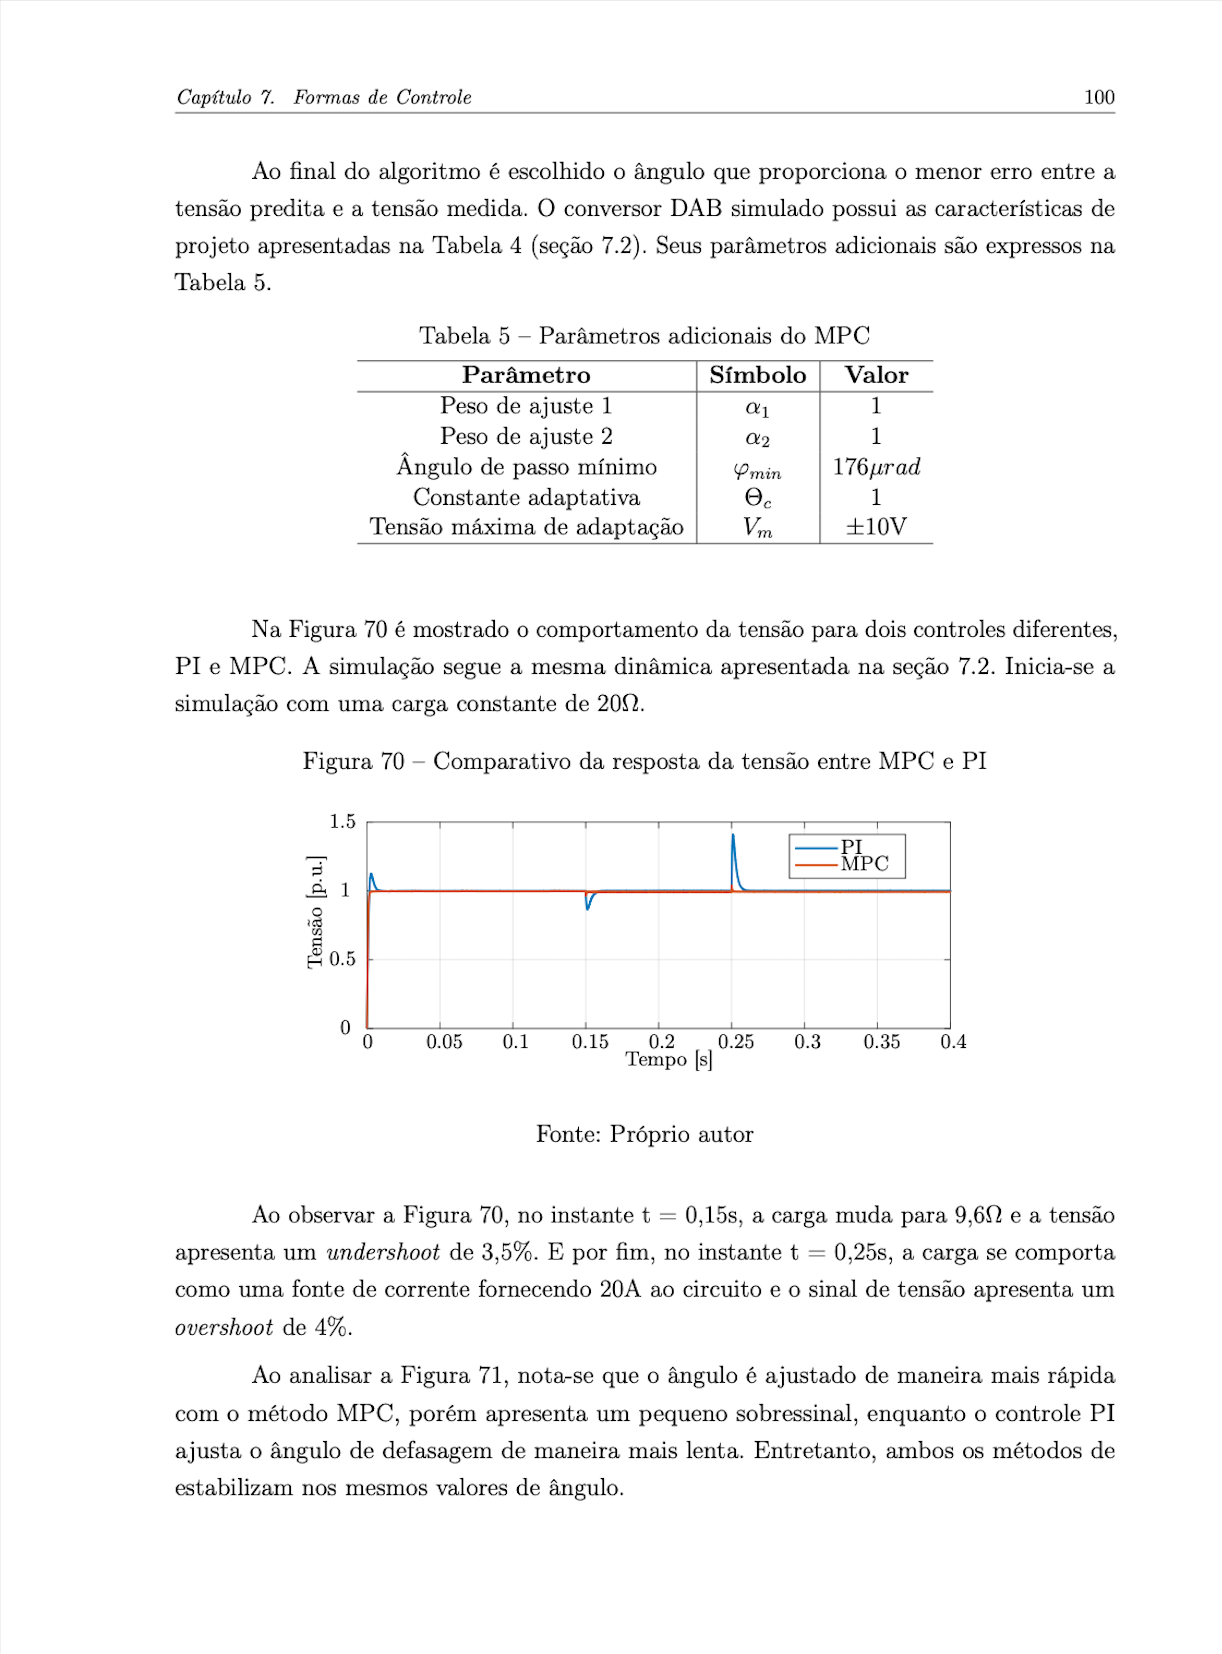 Capítulo 7. Formas de Controle 100
Ao final do algoritmo é escolhido o ângulo que proporciona o menor erro entre a
tensão predita e a tensão medida. O conversor DAB simulado possui as características de
projeto apresentadas na Tabela 4 (seção 7.2). Seus parâmetros adicionais são expressos na
Tabela 5.
Tabela 5 – Parâmetros adicionais do MPC
Parâmetro Símbolo Valor
Peso de ajuste 1 α₁ 1
Peso de ajuste 2 α₂ 1
Ângulo de passo mínimo φmin 176μrad
Constante adaptativa Θc 1
Tensão máxima de adaptação Vm ±10V
Na Figura 70 é mostrado o comportamento da tensão para dois controles diferentes,
PI e MPC. A simulação segue a mesma dinâmica apresentada na seção 7.2. Inicia-se a
simulação com uma carga constante de 20Ω.
Figura 70 – Comparativo da resposta da tensão entre MPC e PI
1.5
1
0.5
0
Tensão [p.u.]
PI
MPC
0 0.05 0.1 0.15 0.2 0.25 0.3 0.35 0.4
Tempo [s]
Fonte: Próprio autor
Ao observar a Figura 70, no instante t = 0,15s, a carga muda para 9,6Ω e a tensão
apresenta um undershoot de 3,5%. E por fim, no instante t = 0,25s, a carga se comporta
como uma fonte de corrente fornecendo 20A ao circuito e o sinal de tensão apresenta um
overshoot de 4%.
Ao analisar a Figura 71, nota-se que o ângulo é ajustado de maneira mais rápida
com o método MPC, porém apresenta um pequeno sobressinal, enquanto o controle PI
ajusta o ângulo de defasagem de maneira mais lenta. Entretanto, ambos os métodos de
estabilizam nos mesmos valores de ângulo.